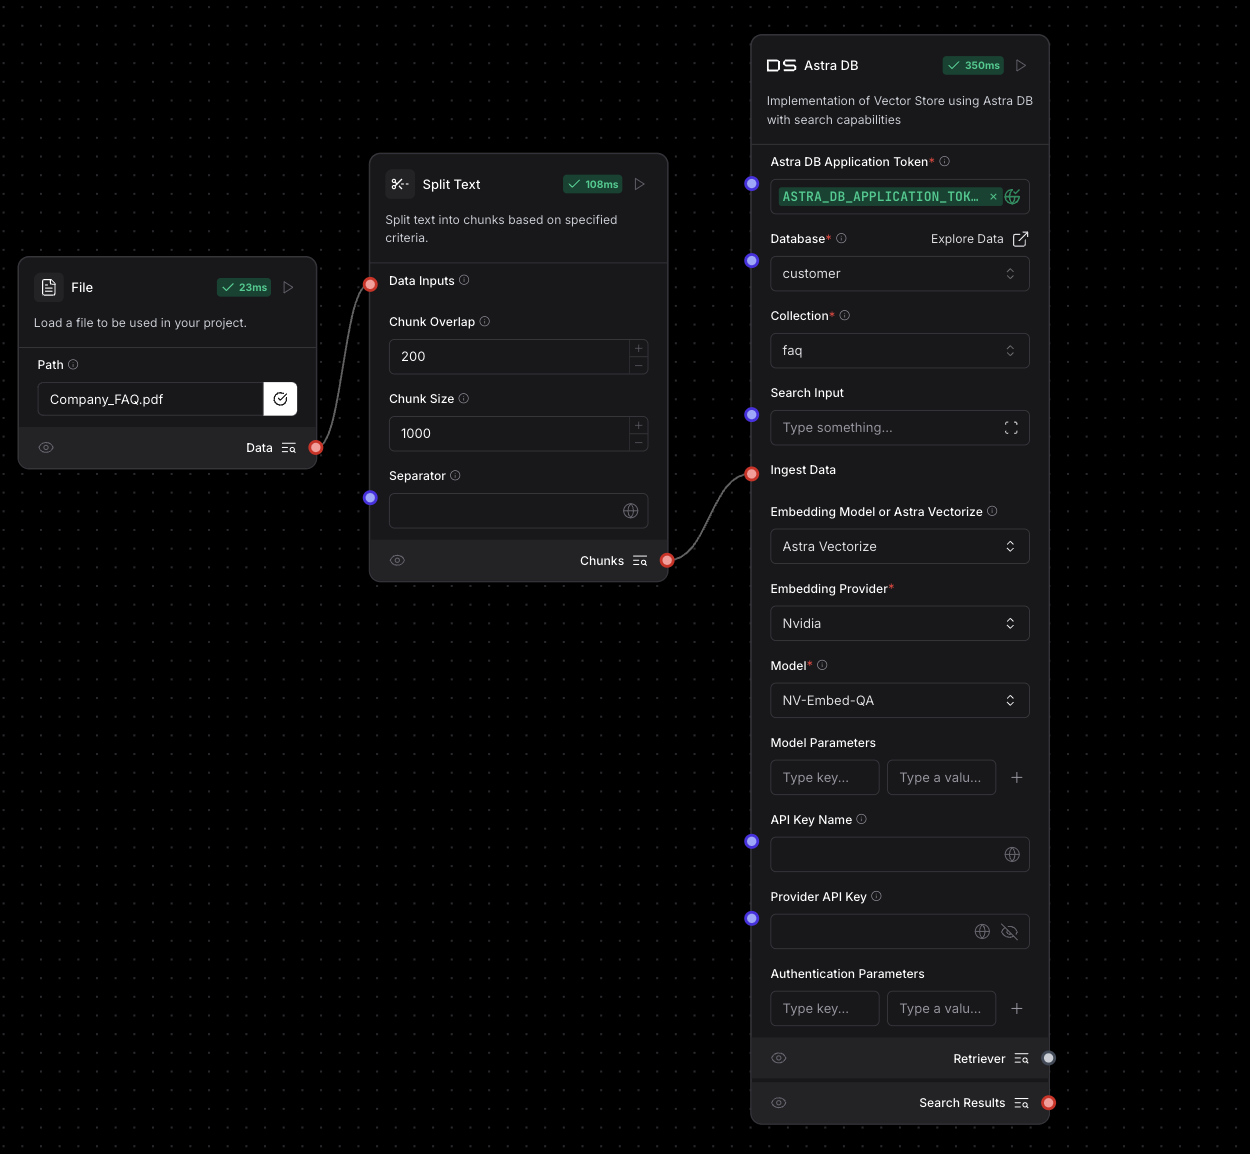 File
23ms
Load a file to be used in your project.
Path
Company_FAQ.pdf
Data
Split Text
108ms
Split text into chunks based on specified
criteria.
Data Inputs
Chunk Overlap
200
Chunk Size
1000
Separator
Chunks
DS Astra DB
350ms
Implementation of Vector Store using Astra DB
with search capabilities
Astra DB Application Token*
ASTRA_DB_APPLICATION_TOK… ×
Database*
Explore Data
customer
Collection*
faq
Search Input
Type something...
Ingest Data
Embedding Model or Astra Vectorize
Astra Vectorize
Embedding Provider*
Nvidia
Model*
NV-Embed-QA
Model Parameters
Type key...
Type a valu...
API Key Name
Provider API Key
Authentication Parameters
Type key...
Type a valu...
Retriever
Search Results